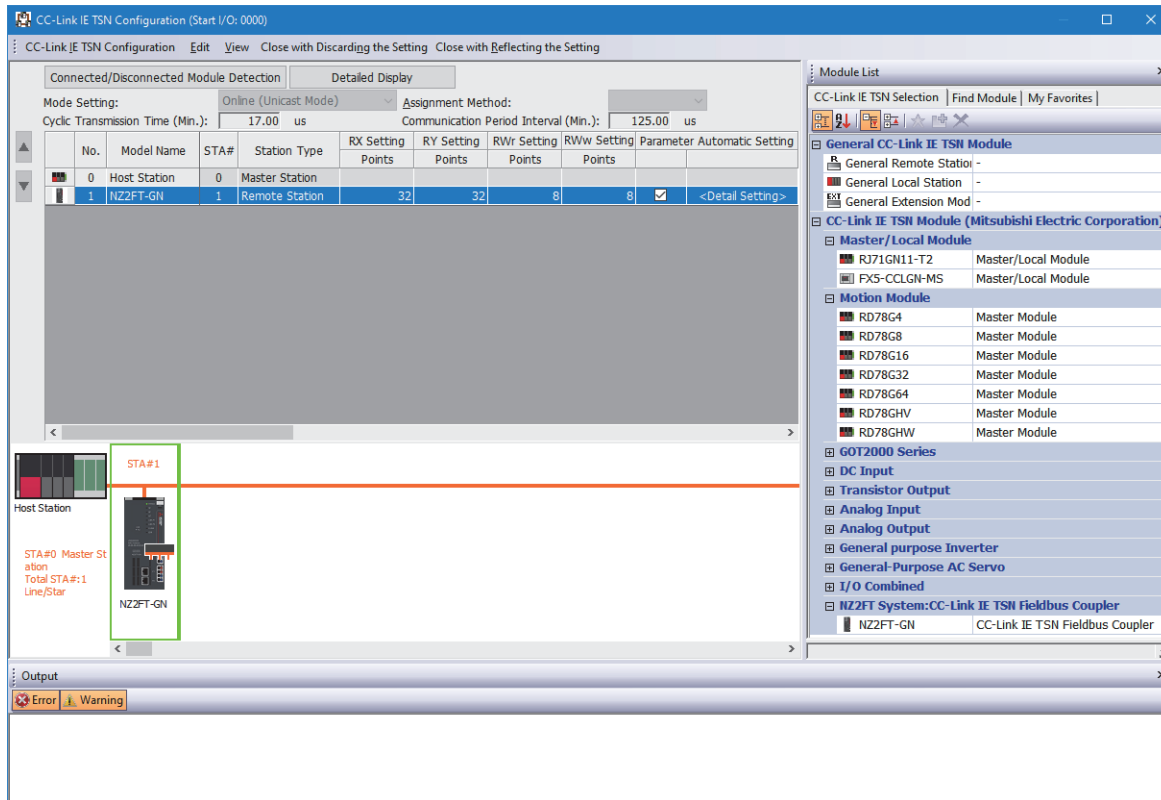 CC-Link IE TSN Configuration (Start I/O: 0000)
CC-Link IE TSN Configuration Edit View Close with Discarding the Setting Close with Reflecting the Setting
Connected/Disconnected Module Detection Detailed Display
Mode Setting: Online (Unicast Mode) Assignment Method:
Cyclic Transmission Time (Min.): 17.00 us Communication Period Interval (Min.): 125.00 us
No. Model Name STA# Station Type RX Setting RY Setting RWr Setting RWw Setting Parameter Automatic Setting
Points Points Points Points
0 Host Station 0 Master Station
1 NZ2FT-GN 1 Remote Station 32 32 8 8 <Detail Setting>
STA#1
Host Station
STA#0 Master St
ation
Total STA#:1
Line/Star
NZ2FT-GN
Module List
CC-Link IE TSN Selection Find Module My Favorites
General CC-Link IE TSN Module
General Remote Station -
General Local Station -
General Extension Mod -
CC-Link IE TSN Module (Mitsubishi Electric Corporation)
Master/Local Module
RJ71GN11-T2 Master/Local Module
FX5-CCLGN-MS Master/Local Module
Motion Module
RD78G4 Master Module
RD78G8 Master Module
RD78G16 Master Module
RD78G32 Master Module
RD78G64 Master Module
RD78GHV Master Module
RD78GHW Master Module
GOT2000 Series
DC Input
Transistor Output
Analog Input
Analog Output
General purpose Inverter
General-Purpose AC Servo
I/O Combined
NZ2FT System:CC-Link IE TSN Fieldbus Coupler
NZ2FT-GN CC-Link IE TSN Fieldbus Coupler
Output
Error Warning